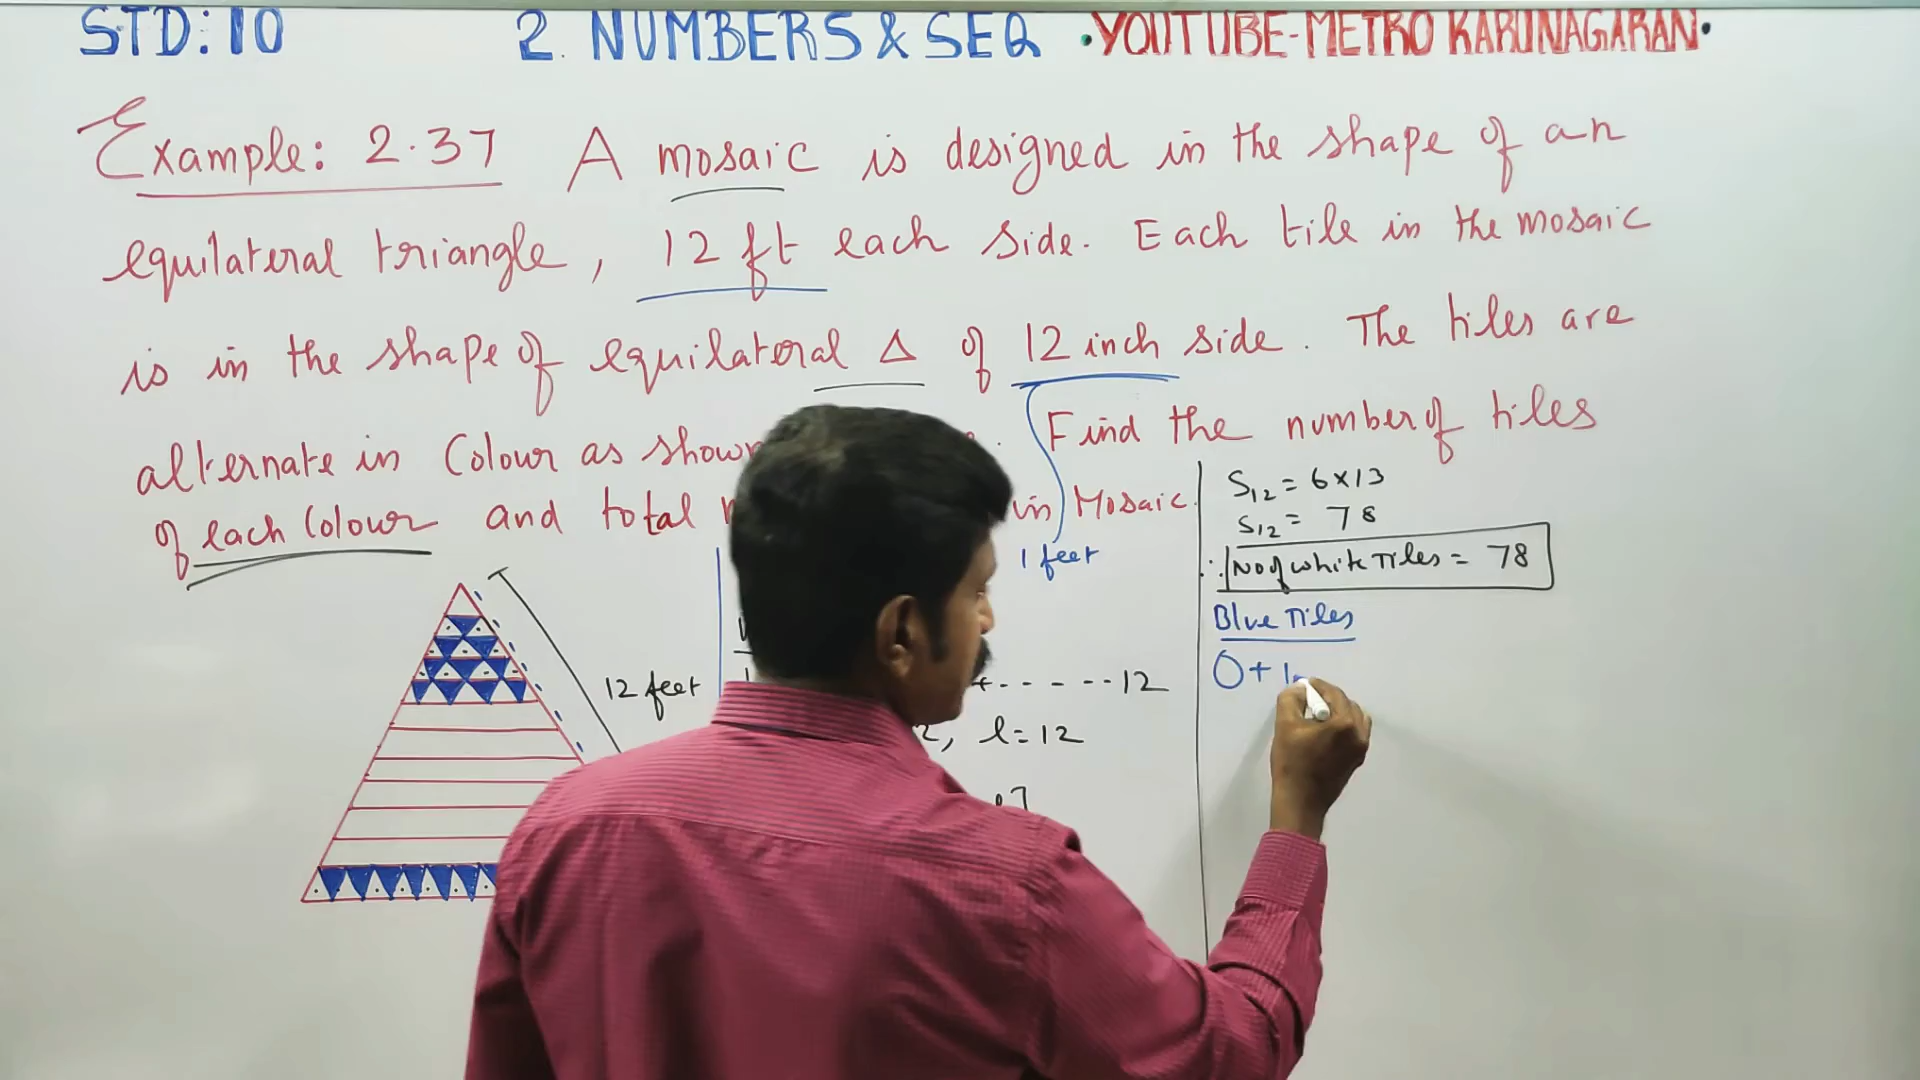 STD: 10 2. NUMBERS & SEQ •YOUTUBE-METRO KARUNAGARAN•
Example: 2.37 A mosaic is designed in the shape of an
equilateral triangle, 12 ft each side. Each tile in the mosaic
is in the shape of equilateral Δ of 12 inch side. The tiles are
alternate in Colour as shown Find the number of tiles
of each Colour and total in Mosaic.
1 feet
12 feet
+ - - - - - 12
, l = 12
S₁₂ = 6×13
S₁₂ = 78
∴ No of white Tiles = 78
Blue Tiles
0 + 1